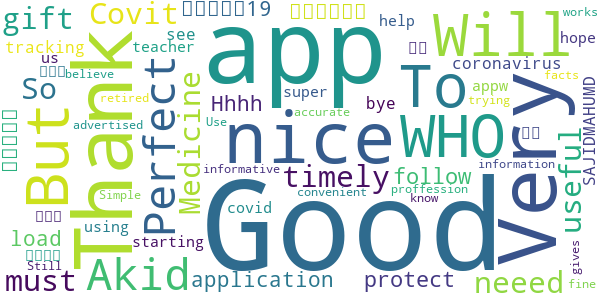 gift
Covit
19
app
Will
tracking
teacher
see
help
us
believe
hope
works
coronavirus
So
Thank
Perfect
super
bye
To
appw
facts
retired
Hhhh
trying
But
advertised
Medicine
Use
accurate
nice
WHO
Very
SAJIDMAHUMD
timely
follow
informative
information
useful
Simple
convenient
proffession
Good
covid
know
load
using
starting
gives
Still
must
Akid
application
protect
neeed
fine